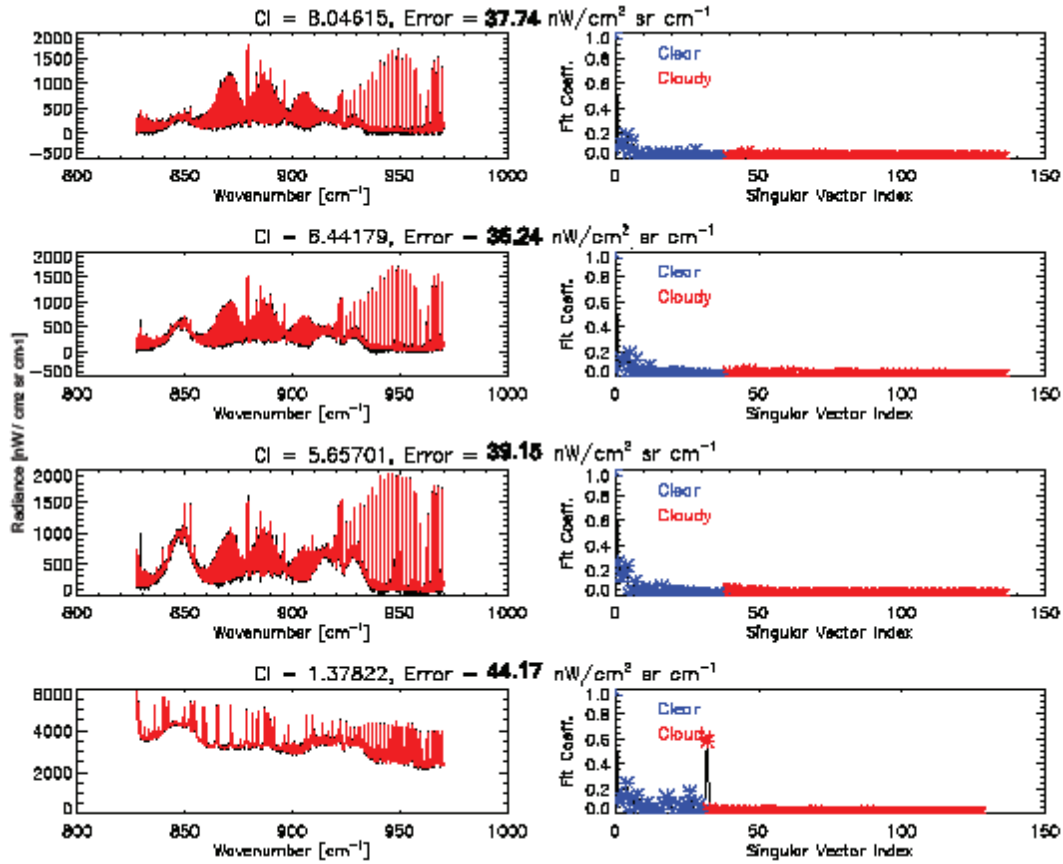 CI = 8.04615, Error = 37.74 nW/cm² sr cm⁻¹
2000
1500
1000
500
0
−500
800 850 900 950 1000
Wavenumber [cm⁻¹]
1.0
0.8
0.6
0.4
0.2
0.0
Fit Coeff.
Clear
Cloudy
0 50 100 150
Singular Vector Index
CI − 6.44179, Error − 36.24 nW/cm² sr cm⁻¹
2000
1500
1000
500
0
−500
800 850 900 950 1000
Wavenumber [cm⁻¹]
1.0
0.8
0.6
0.4
0.2
0.0
Fit Coeff.
Clear
Cloudy
0 50 100 150
Singular Vector Index
Radiance [nW/ cm2 sr cm-1]
CI = 5.65701, Error = 39.15 nW/cm² sr cm⁻¹
2000
1500
1000
500
0
800 850 900 950 1000
Wavenumber [cm⁻¹]
1.0
0.8
0.6
0.4
0.2
0.0
Fit Coeff.
Clear
Cloudy
0 50 100 150
Singular Vector Index
CI − 1.37822, Error − 44.17 nW/cm² sr cm⁻¹
6000
4000
2000
0
800 850 900 950 1000
Wavenumber [cm⁻¹]
1.0
0.8
0.6
0.4
0.2
0.0
Fit Coeff.
Clear
Cloudy
0 50 100 150
Singular Vector Index